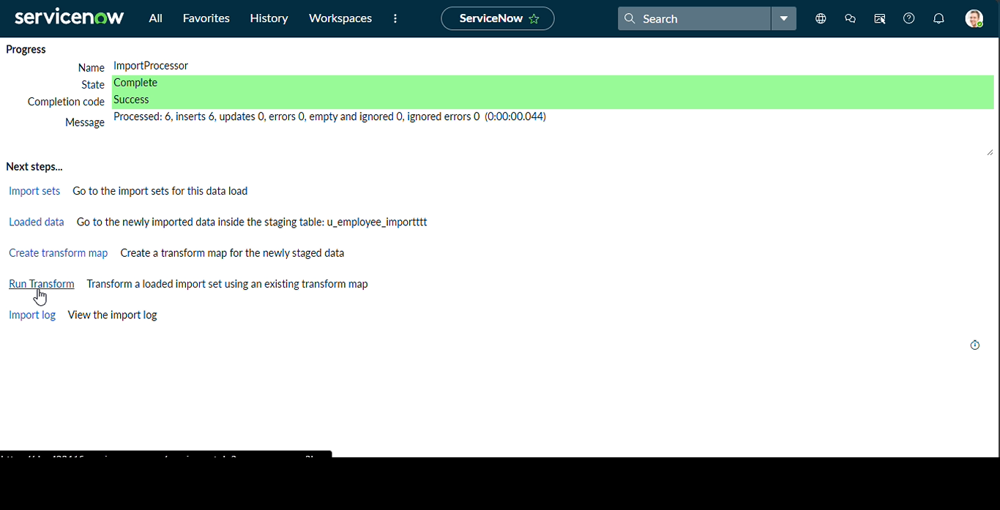 servicenow All Favorites History Workspaces ServiceNow Search
Progress
Name ImportProcessor
State Complete
Completion code Success
Message Processed: 6, inserts 6, updates 0, errors 0, empty and ignored 0, ignored errors 0 (0:00:00.044)
Next steps...
Import sets Go to the import sets for this data load
Loaded data Go to the newly imported data inside the staging table: u_employee_importttt
Create transform map Create a transform map for the newly staged data
Run Transform Transform a loaded import set using an existing transform map
Import log View the import log